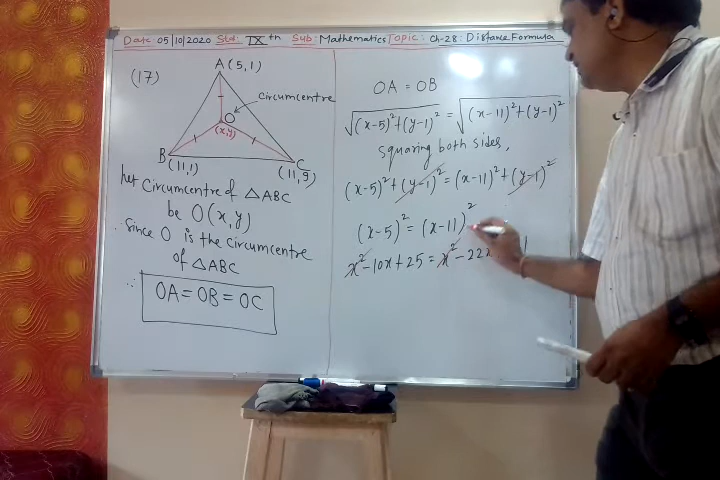 Date: 05/10/2020 Std: IXth Sub: Mathematics Topic: Ch-28: Distance Formula
(17)
A(5,1)
circumcentre
O
(x,y)
B
(11,1)
C
(11,9)
Let Circumcentre of △ABC
be O(x,y)
Since O is the circumcentre
of △ABC
∴ OA = OB = OC
OA = OB
√(x-5)²+(y-1)² = √(x-11)²+(y-1)²
squaring both sides,
(x-5)²+(y-1)² = (x-11)²+(y-1)²
(x-5)² = (x-11)²
x²-10x+25 = x²-22x